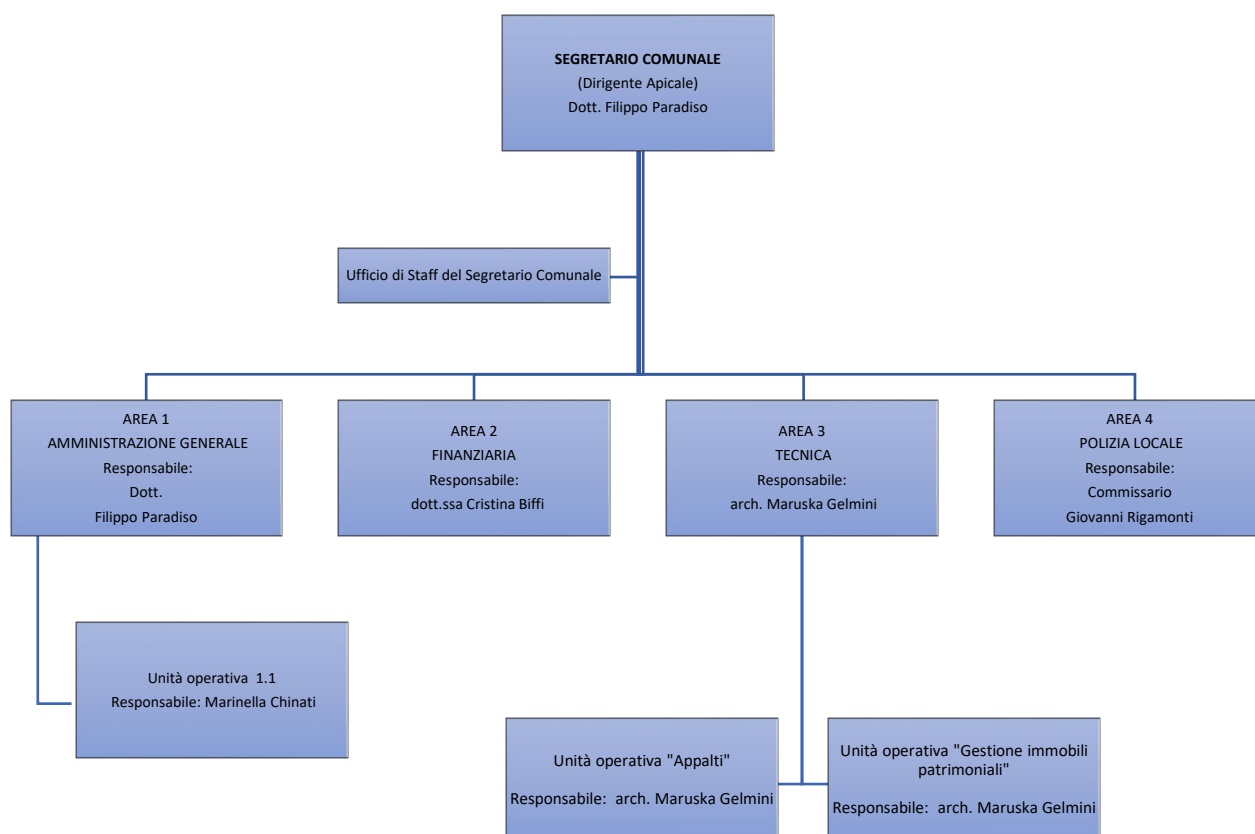 SEGRETARIO COMUNALE
(Dirigente Apicale)
Dott. Filippo Paradiso
Ufficio di Staff del Segretario Comunale
AREA 1
AMMINISTRAZIONE GENERALE
Responsabile:
Dott.
Filippo Paradiso
AREA 2
FINANZIARIA
Responsabile:
dott.ssa Cristina Biffi
AREA 3
TECNICA
Responsabile:
arch. Maruska Gelmini
AREA 4
POLIZIA LOCALE
Responsabile:
Commissario
Giovanni Rigamonti
Unità operativa 1.1
Responsabile: Marinella Chinati
Unità operativa "Appalti"
Responsabile: arch. Maruska Gelmini
Unità operativa "Gestione immobili
patrimoniali"
Responsabile: arch. Maruska Gelmini